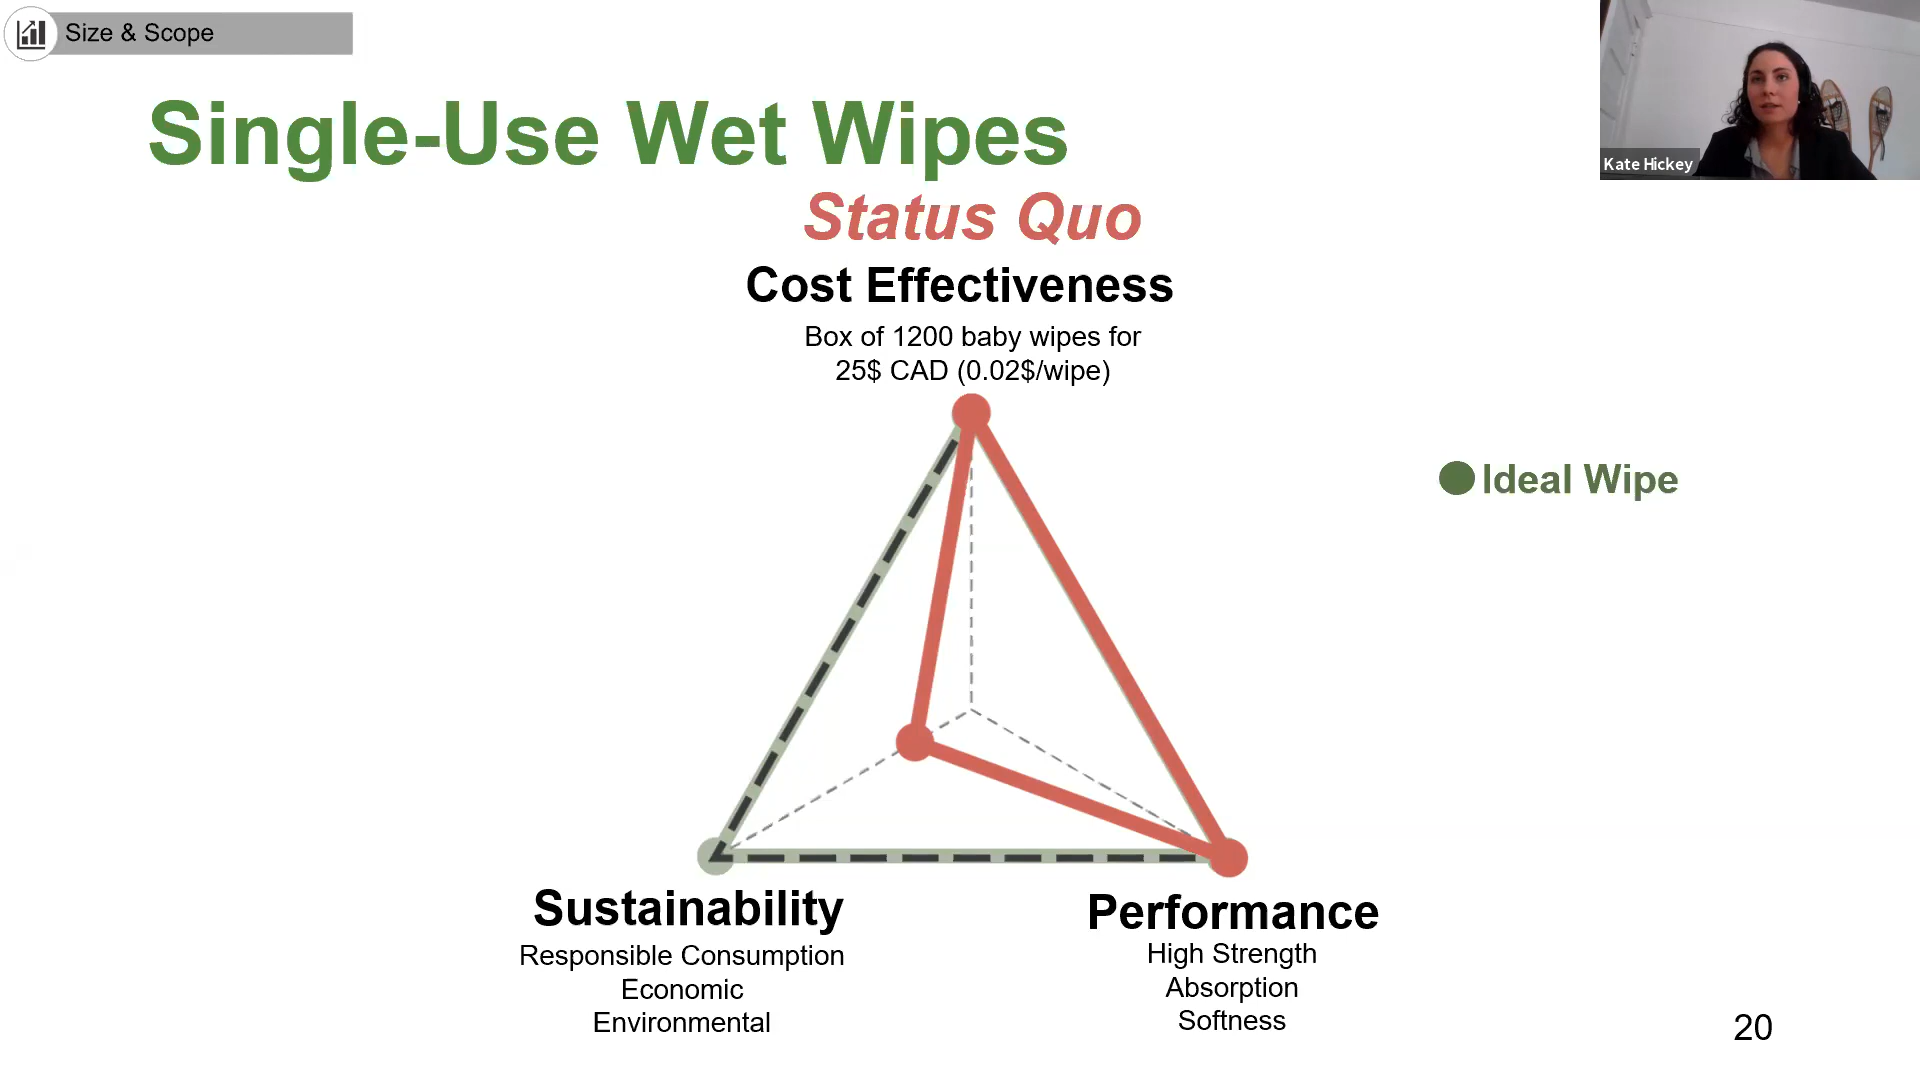 Size & Scope
Single-Use Wet Wipes
Status Quo
Cost Effectiveness
Box of 1200 baby wipes for
25$ CAD (0.02$/wipe)
Ideal Wipe
Sustainability
Responsible Consumption
Economic
Environmental
Performance
High Strength
Absorption
Softness
20
Kate Hickey